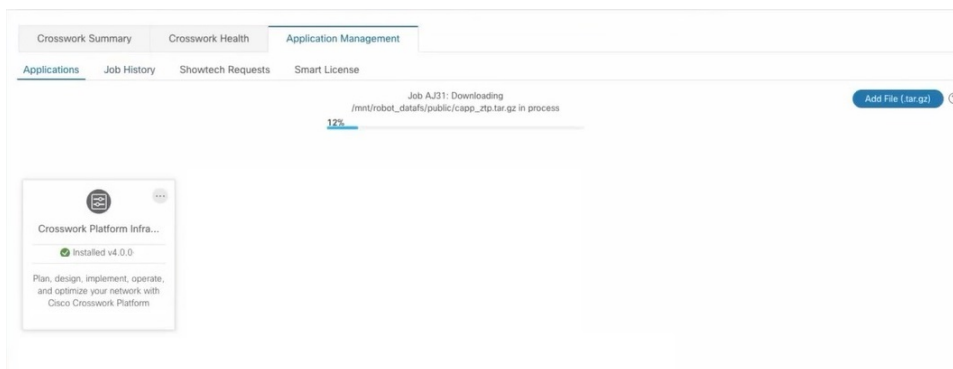 Crosswork Summary
Crosswork Health
Application Management
Applications
Job History
Showtech Requests
Smart License
Job AJ31: Downloading
/mnt/robot_datafs/public/capp_ztp.tar.gz in process
Add File (.tar.gz)
12%
Crosswork Platform Infra...
Installed v4.0.0
Plan, design, implement, operate,
and optimize your network with
Cisco Crosswork Platform